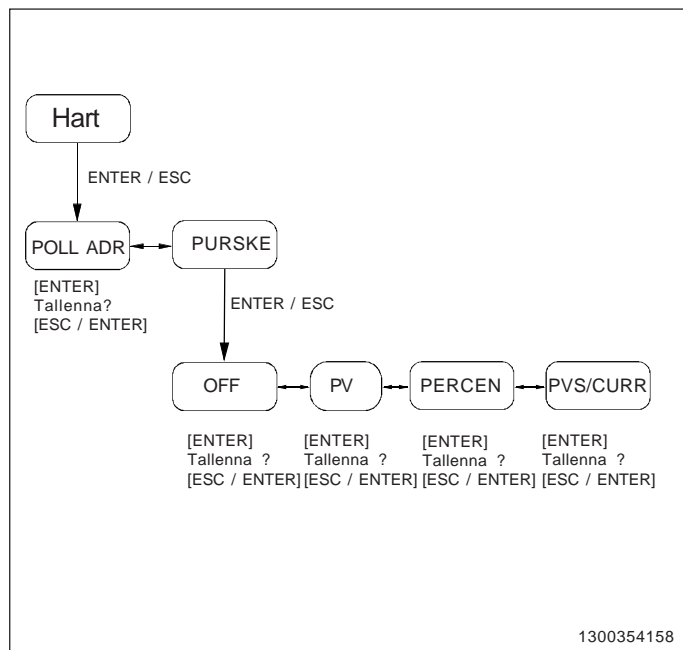 Hart
ENTER / ESC
POLL ADR
PURSKE
[ENTER]
Tallenna?
[ESC / ENTER]
ENTER / ESC
OFF
PV
PERCEN
PVS/CURR
[ENTER]
Tallenna ?
[ESC / ENTER]
[ENTER]
Tallenna ?
[ESC / ENTER]
[ENTER]
Tallenna ?
[ESC / ENTER]
[ENTER]
Tallenna ?
[ESC / ENTER]
1300354158